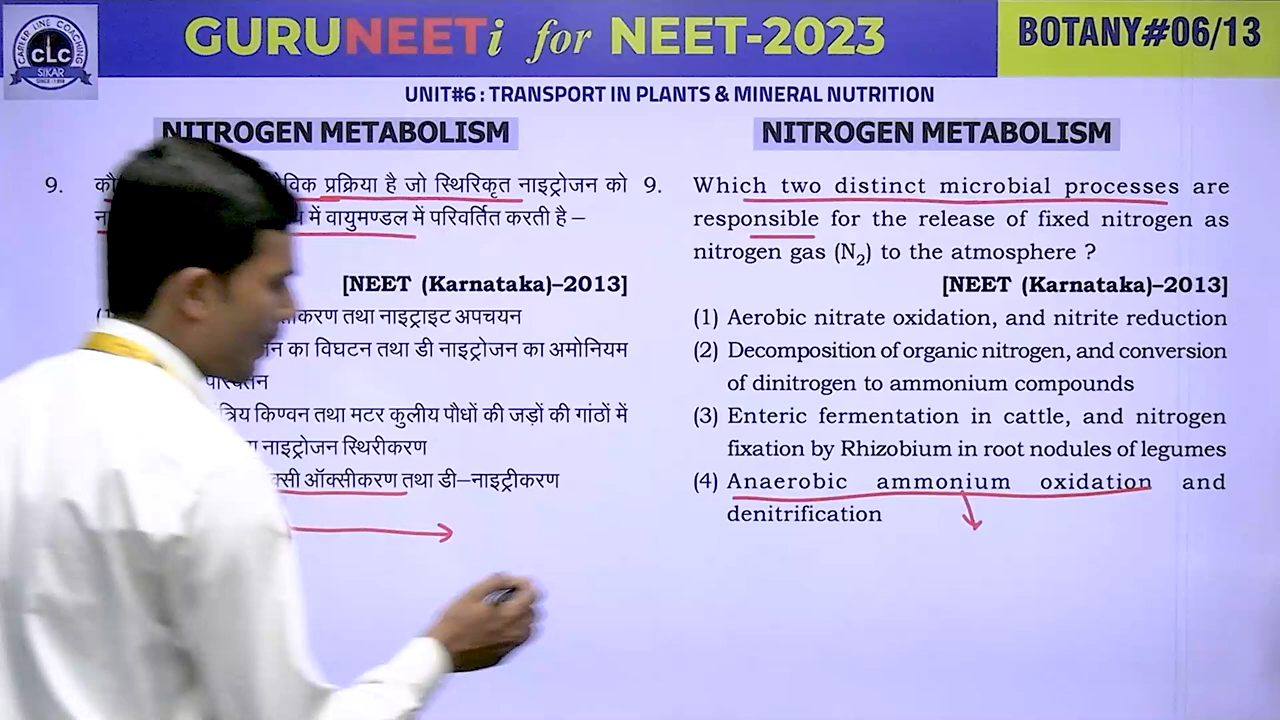 GURUNEETi for NEET-2023
BOTANY#06/13
CAREER LINE COACHING
CLC
SIKAR
UNIT#6 : TRANSPORT IN PLANTS & MINERAL NUTRITION
NITROGEN METABOLISM
9.
प्रक्रिया है जो स्थिरिकृत नाइट्रोजन को
में वायुमण्डल में परिवर्तित करती है –
[NEET (Karnataka)–2013]
तथा नाइट्राइट अपचयन
का विघटन तथा डी नाइट्रोजन का अमोनियम
किण्वन तथा मटर कुलीय पौधों की जड़ों की गांठों में
नाइट्रोजन स्थिरीकरण
ऑक्सीकरण तथा डी–नाइट्रीकरण
NITROGEN METABOLISM
9. Which two distinct microbial processes are
responsible for the release of fixed nitrogen as
nitrogen gas (N₂) to the atmosphere ?
[NEET (Karnataka)–2013]
(1) Aerobic nitrate oxidation, and nitrite reduction
(2) Decomposition of organic nitrogen, and conversion
of dinitrogen to ammonium compounds
(3) Enteric fermentation in cattle, and nitrogen
fixation by Rhizobium in root nodules of legumes
(4) Anaerobic ammonium oxidation and
denitrification